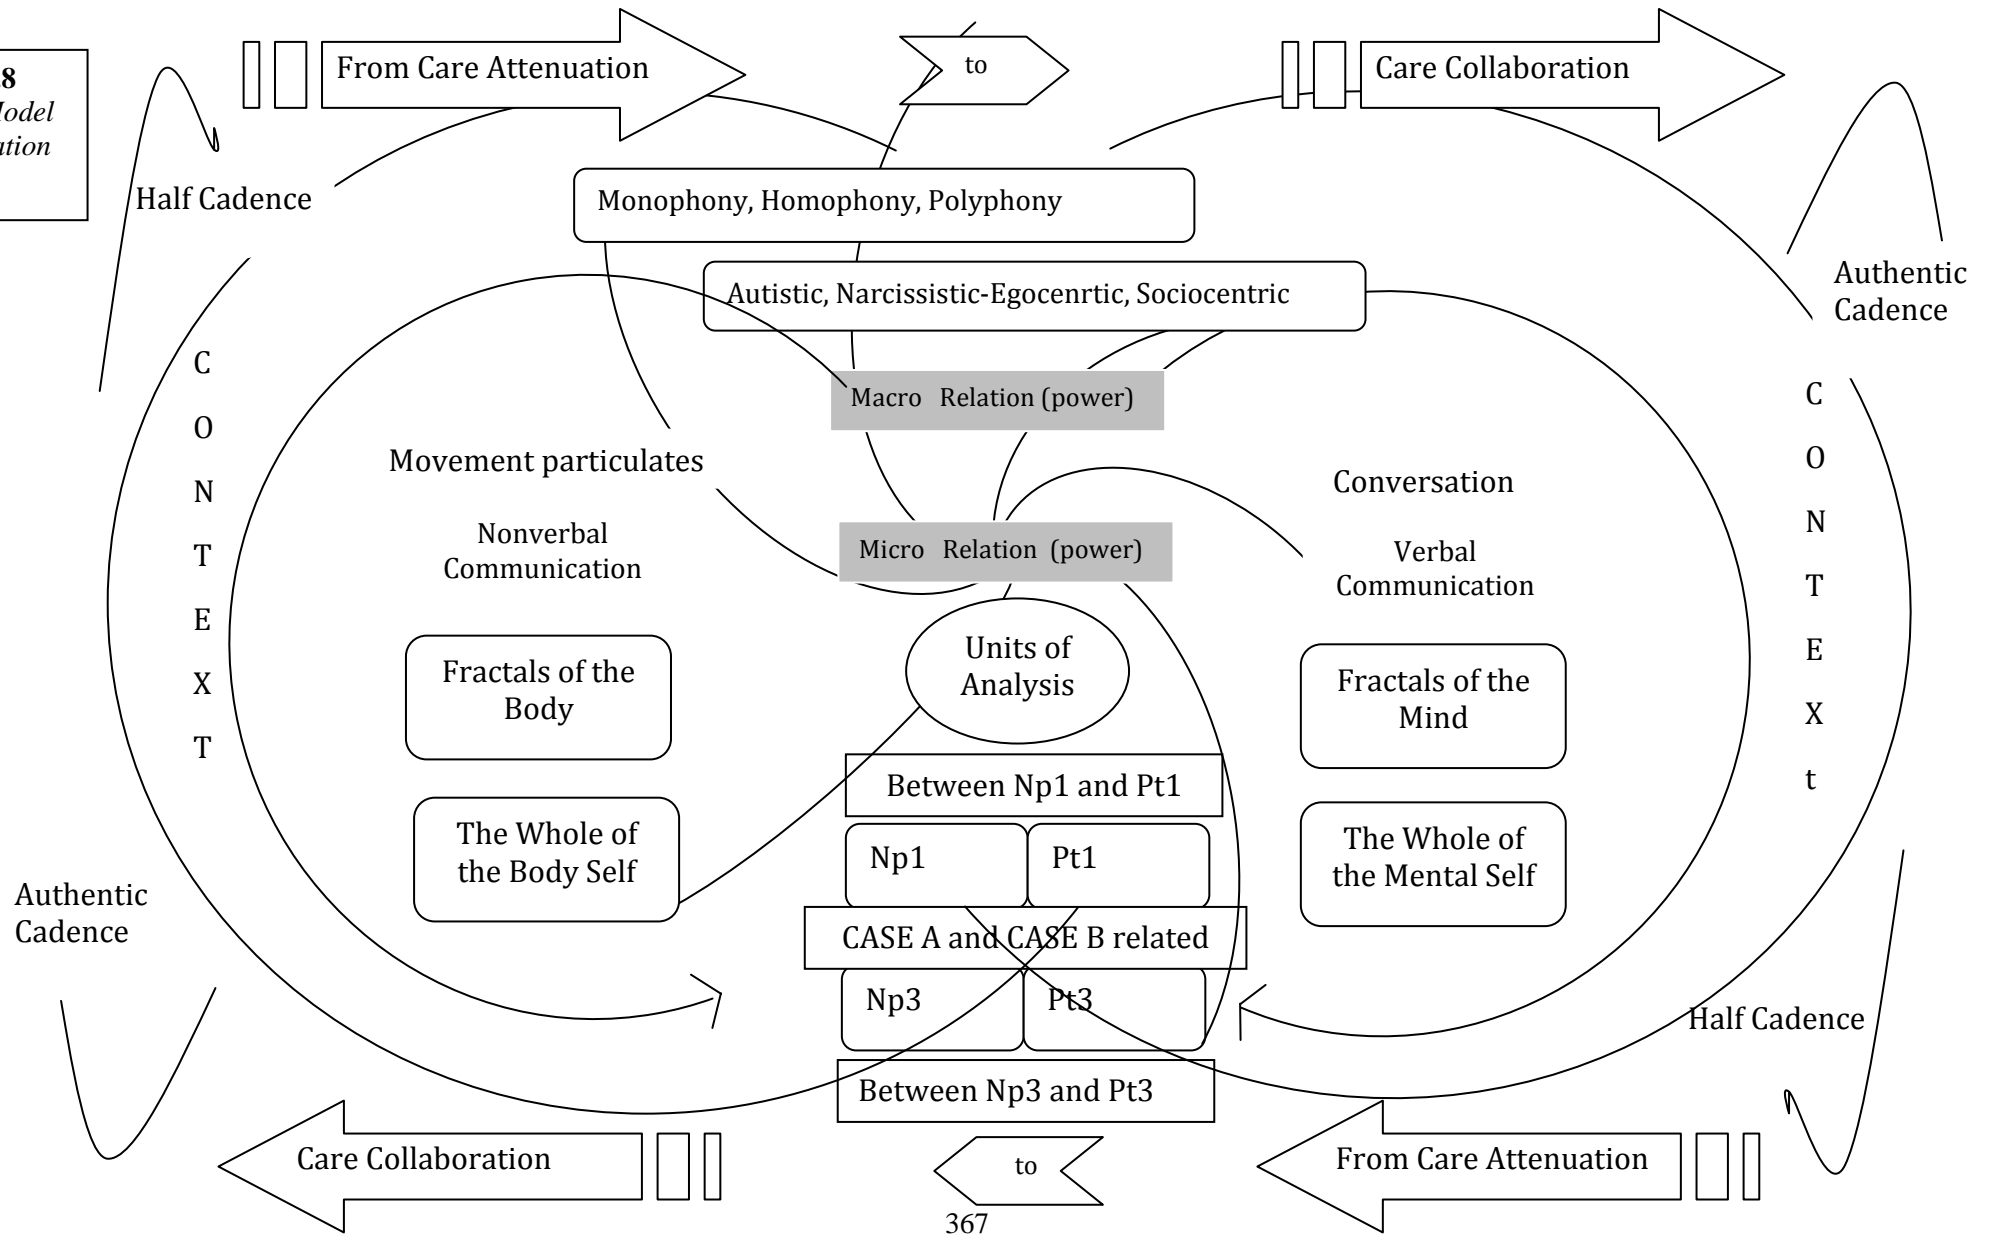 8
From Care Attenuation
to
Care Collaboration
Half Cadence
Monophony, Homophony, Polyphony
Authentic
Cadence
Autistic, Narcissistic-Egocenrtic, Sociocentric
CONTEXT
CONTEXt
Macro Relation (power)
Movement particulates
Conversation
Nonverbal
Communication
Micro Relation (power)
Verbal
Communication
Units of
Analysis
Fractals of the
Body
Fractals of the
Mind
Between Np1 and Pt1
The Whole of
the Body Self
Np1
Pt1
The Whole of
the Mental Self
Authentic
Cadence
CASE A and CASE B related
Np3
Pt3
Half Cadence
Between Np3 and Pt3
Care Collaboration
to
From Care Attenuation
367